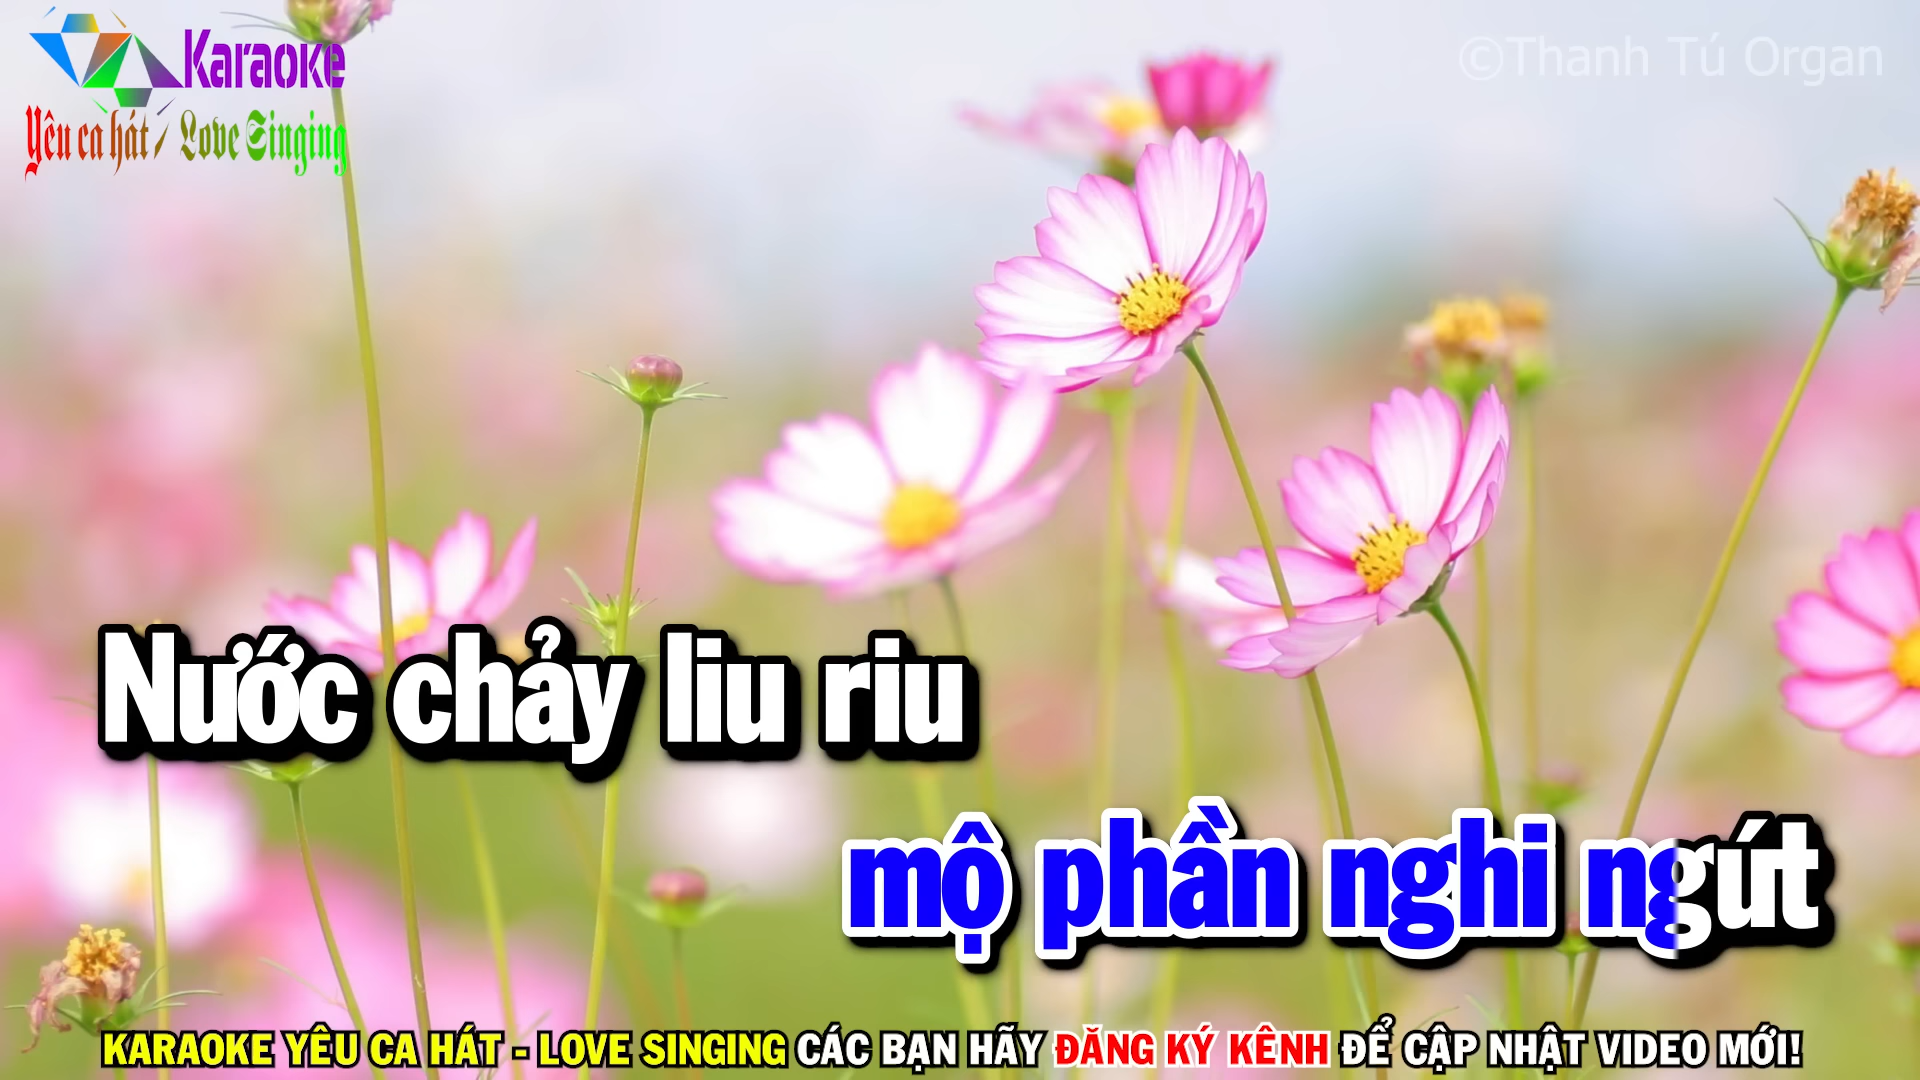 Karaoke
Yêu ca hát / Love Singing
©Thanh Tú Organ
Nước chảy liu riu
mộ phần nghi ngút
KARAOKE YÊU CA HÁT - LOVE SINGING CÁC BẠN HÃY ĐĂNG KÝ KÊNH ĐỂ CẬP NHẬT VIDEO MỚI!